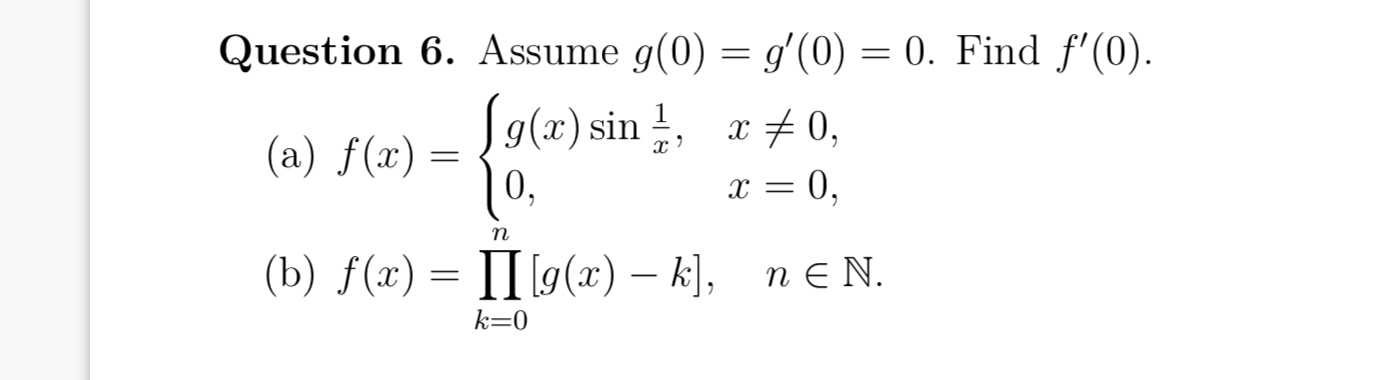 Question 6. Assume g(0) = g′(0) = 0. Find f′(0).
(a) f(x) = { g(x) sin 1/x, x ≠ 0,
0, x = 0,
(b) f(x) = ∏_{k=0}^{n} [g(x) − k], n ∈ ℕ.